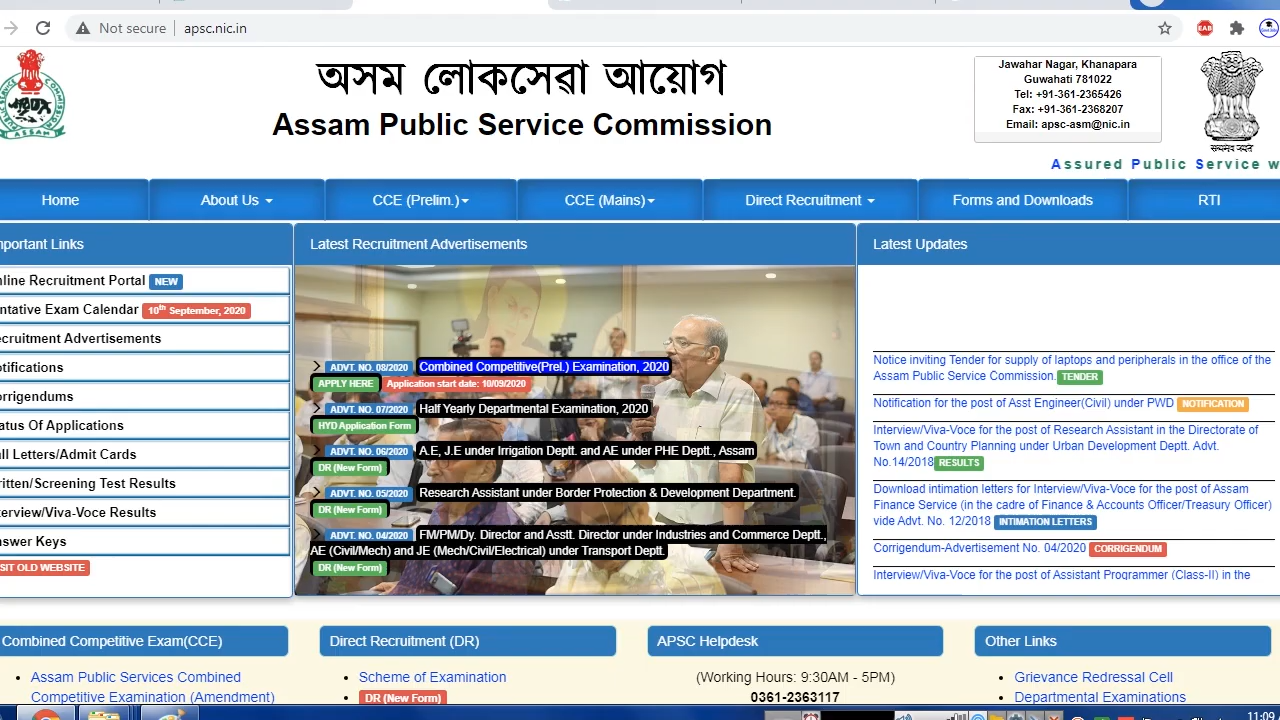 Not secure | apsc.nic.in
EAB
অসম লোকসেৱা আয়োগ
Assam Public Service Commission
Jawahar Nagar, Khanapara
Guwahati 781022
Tel: +91-361-2365426
Fax: +91-361-2368207
Email: apsc-asm@nic.in
Assured Public Service w
Home
About Us
CCE (Prelim.)
CCE (Mains)
Direct Recruitment
Forms and Downloads
RTI
mportant Links
nline Recruitment Portal NEW
entative Exam Calendar 10th September, 2020
ecruitment Advertisements
otifications
orrigendums
atus Of Applications
all Letters/Admit Cards
ritten/Screening Test Results
terview/Viva-Voce Results
nswer Keys
SIT OLD WEBSITE
Latest Recruitment Advertisements
ADVT. NO. 08/2020 Combined Competitive(Prel.) Examination, 2020
APPLY HERE Application start date: 10/09/2020
ADVT. NO. 07/2020 Half Yearly Departmental Examination, 2020
HYD Application Form
ADVT. NO. 06/2020 A.E, J.E under Irrigation Deptt. and AE under PHE Deptt., Assam
DR (New Form)
ADVT. NO. 05/2020 Research Assistant under Border Protection & Development Department.
DR (New Form)
ADVT. NO. 04/2020 FM/PM/Dy. Director and Asstt. Director under Industries and Commerce Deptt.,
AE (Civil/Mech) and JE (Mech/Civil/Electrical) under Transport Deptt.
DR (New Form)
Latest Updates
Notice inviting Tender for supply of laptops and peripherals in the office of the
Assam Public Service Commission. TENDER
Notification for the post of Asst Engineer(Civil) under PWD NOTIFICATION
Interview/Viva-Voce for the post of Research Assistant in the Directorate of
Town and Country Planning under Urban Development Deptt. Advt.
No.14/2018 RESULTS
Download intimation letters for Interview/Viva-Voce for the post of Assam
Finance Service (in the cadre of Finance & Accounts Officer/Treasury Officer)
vide Advt. No. 12/2018 INTIMATION LETTERS
Corrigendum-Advertisement No. 04/2020 CORRIGENDUM
Interview/Viva-Voce for the post of Assistant Programmer (Class-II) in the
Combined Competitive Exam(CCE)
Assam Public Services Combined
Competitive Examination (Amendment)
Direct Recruitment (DR)
Scheme of Examination
DR (New Form)
APSC Helpdesk
(Working Hours: 9:30AM - 5PM)
0361-2363117
Other Links
Grievance Redressal Cell
Departmental Examinations